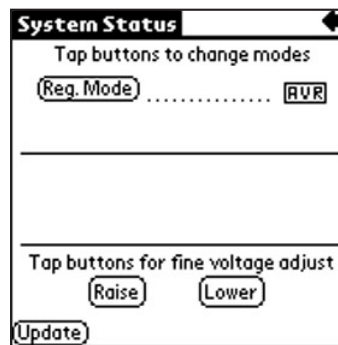 System Status
Tap buttons to change modes
Reg. Mode ............... AVR
Tap buttons for fine voltage adjust
Raise Lower
Update